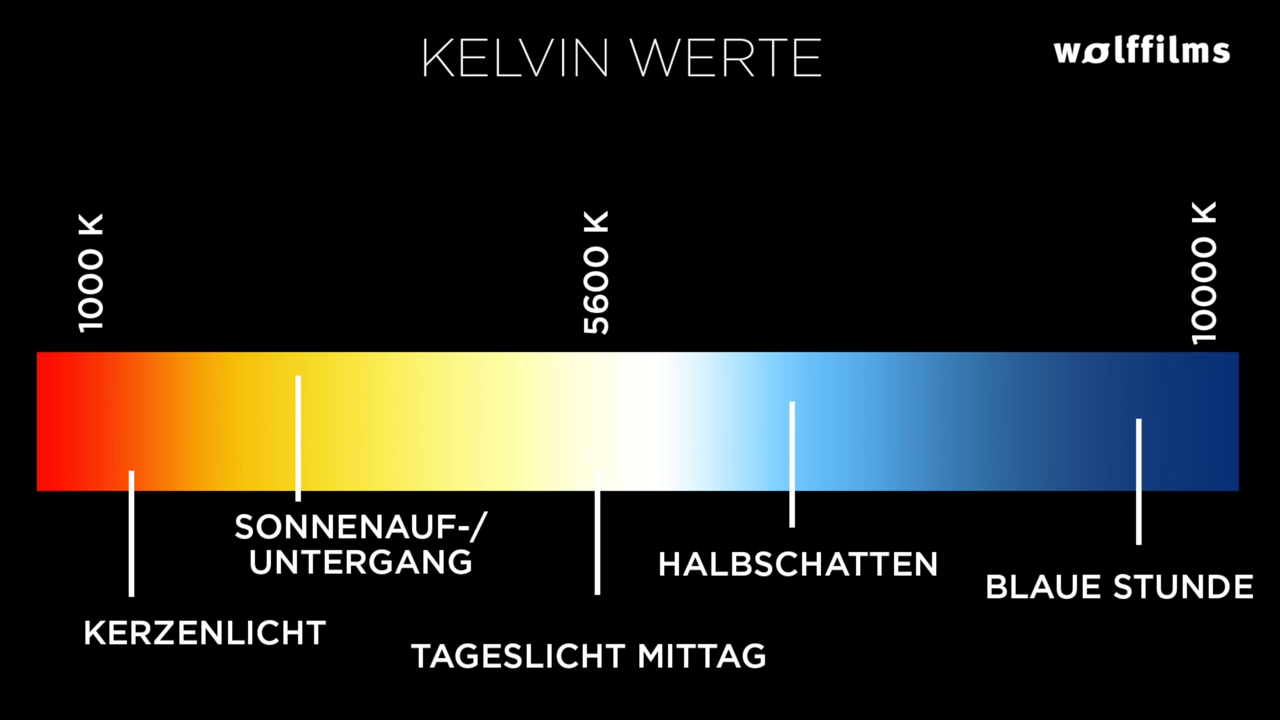 KELVIN WERTE
wolffilms
1000 K
5600 K
10000 K
SONNENAUF-/
UNTERGANG
HALBSCHATTEN
BLAUE STUNDE
KERZENLICHT
TAGESLICHT MITTAG